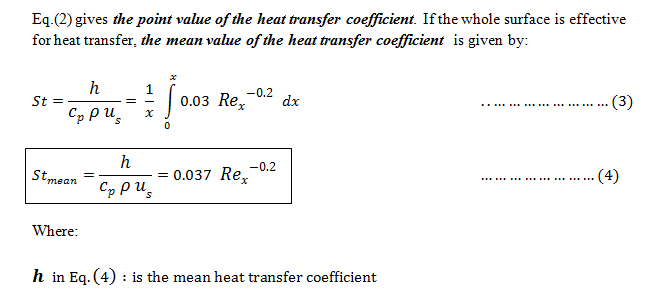 Eq.(2) gives the point value of the heat transfer coefficient. If the whole surface is effective
for heat transfer, the mean value of the heat transfer coefficient is given by:
St = h / (c_p ρ u_s) = 1/x ∫_0^x 0.03 Re_x^−0.2 dx ........................ (3)
St_mean = h / (c_p ρ u_s) = 0.037 Re_x^−0.2 ........................ (4)
Where:
h in Eq.(4) : is the mean heat transfer coefficient